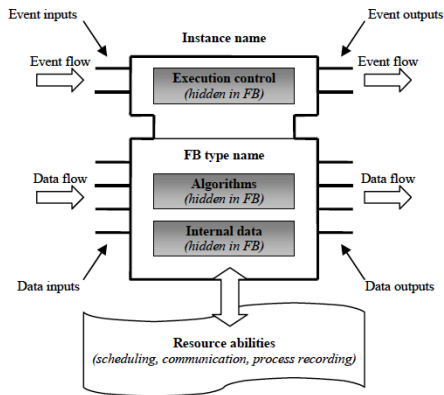 Event inputs
Event outputs
Instance name
Event flow
Event flow
Execution control
(hidden in FB)
FB type name
Data flow
Data flow
Algorithms
(hidden in FB)
Internal data
(hidden in FB)
Data inputs
Data outputs
Resource abilities
(scheduling, communication, process recording)